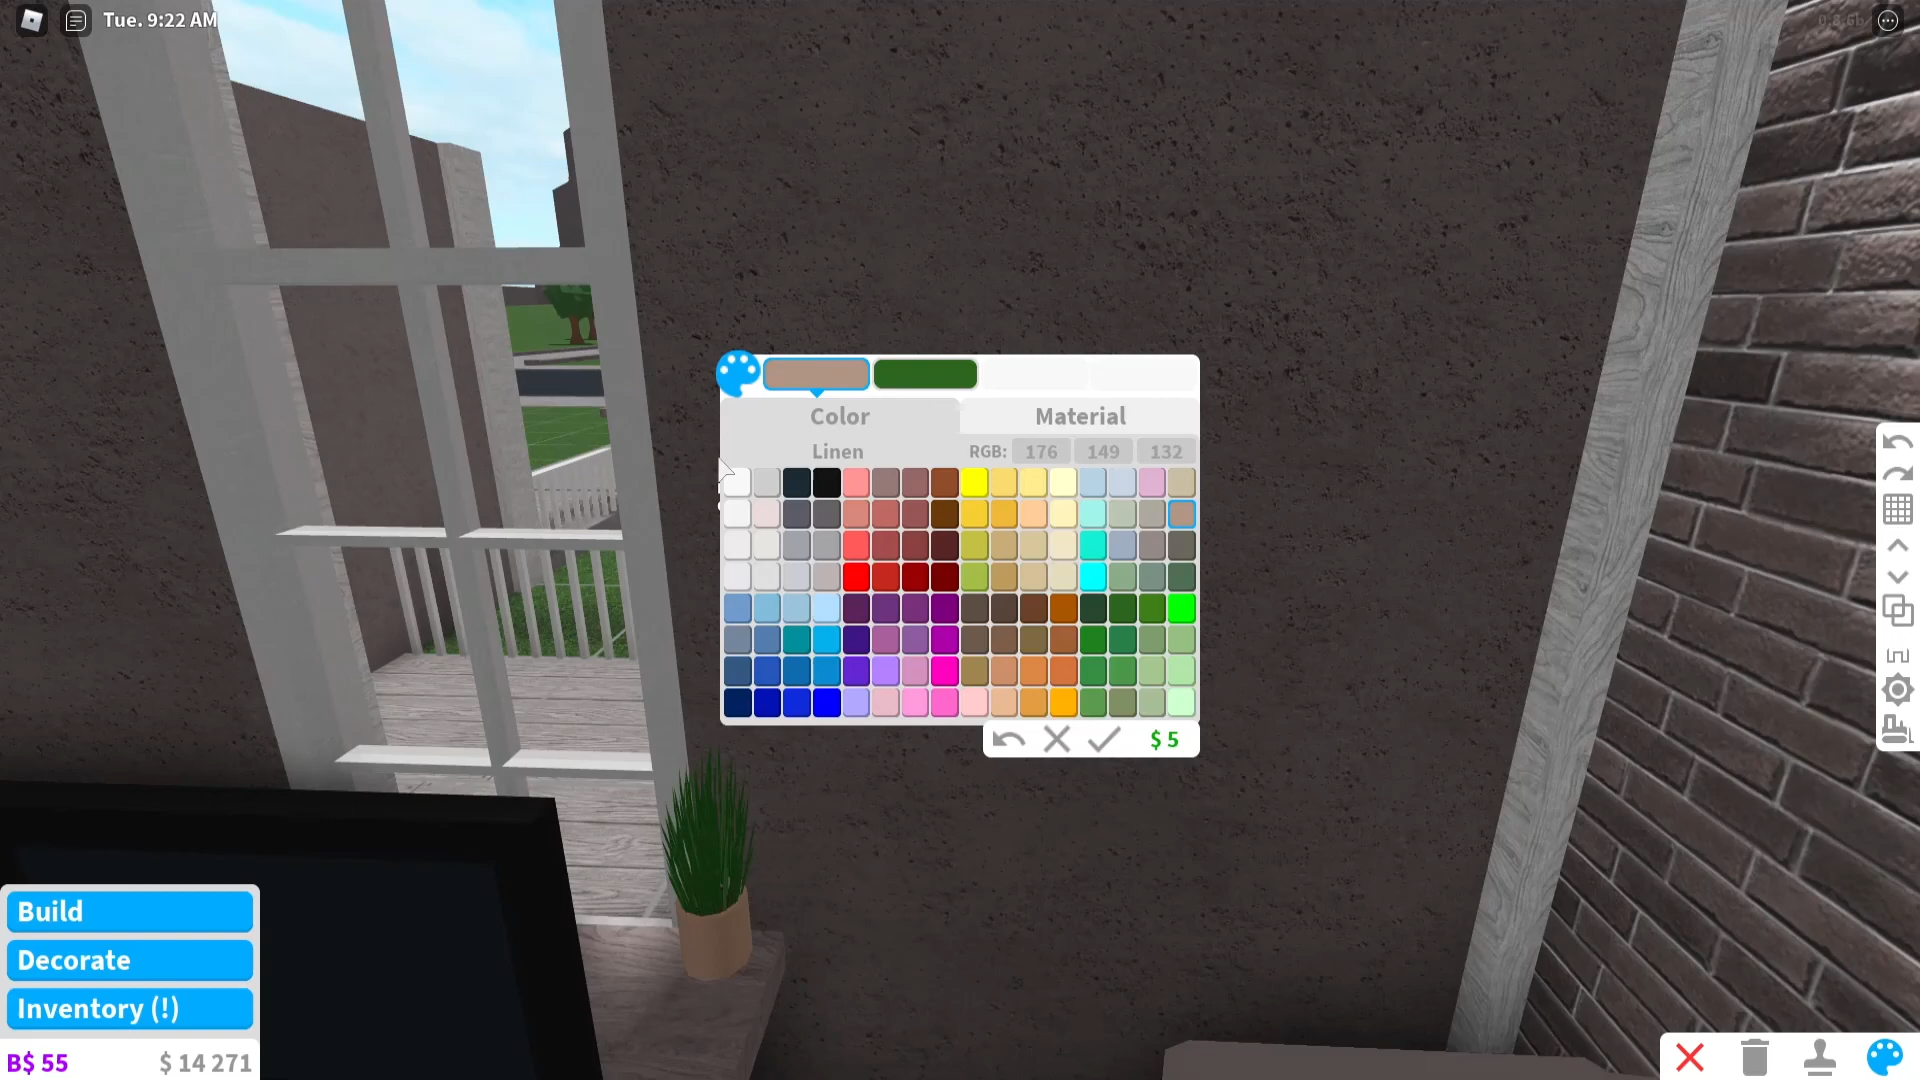 Tue. 9:22 AM
Color
Material
Linen
RGB: 176 149 132
$ 5
Build
Decorate
Inventory (!)
B$ 55
$ 14 271